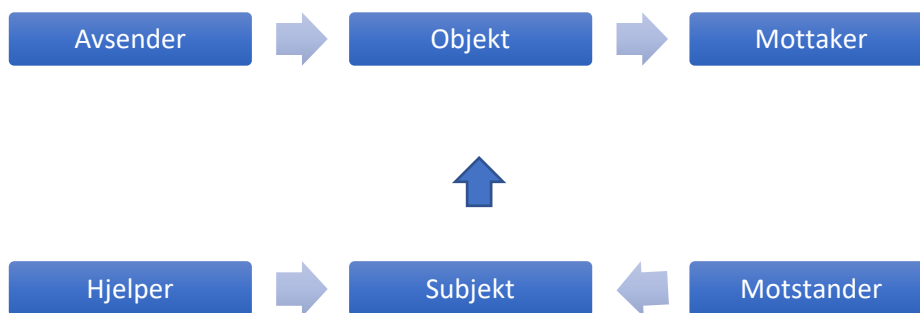 Avsender
Objekt
Mottaker
Hjelper
Subjekt
Motstander